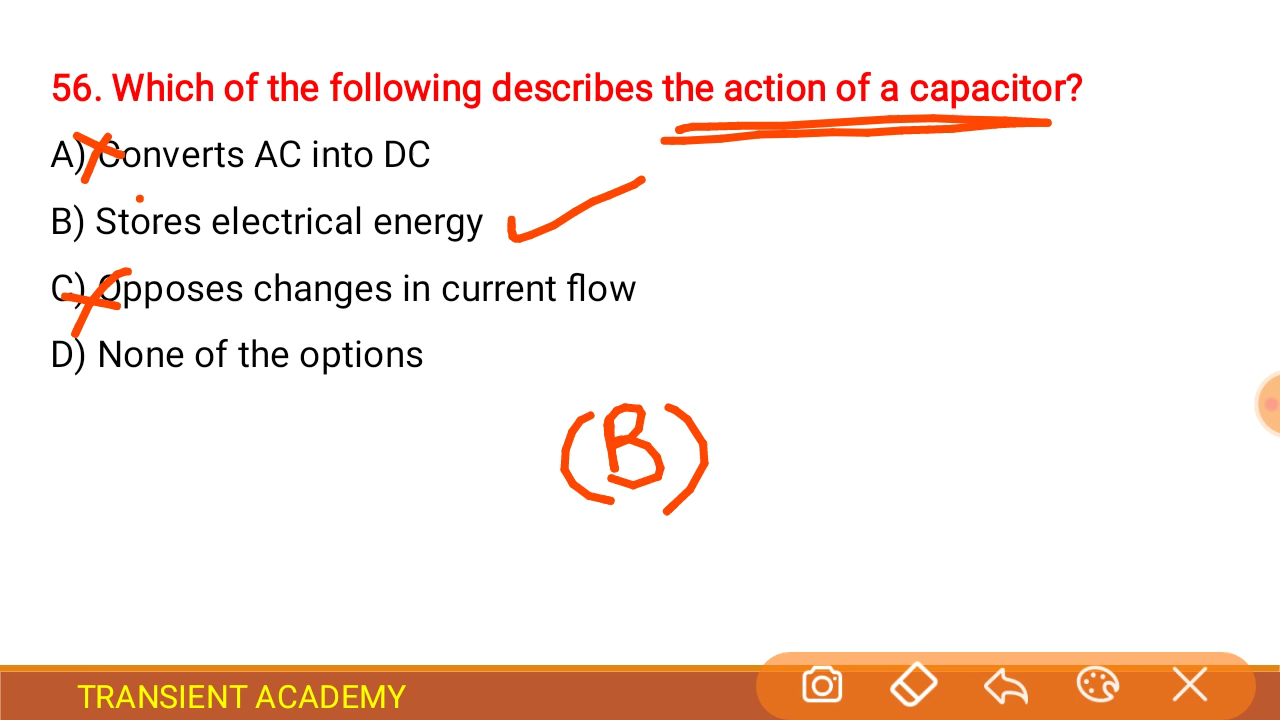 56. Which of the following describes the action of a capacitor?
A) Converts AC into DC
B) Stores electrical energy
C) Opposes changes in current flow
D) None of the options
(B)
TRANSIENT ACADEMY